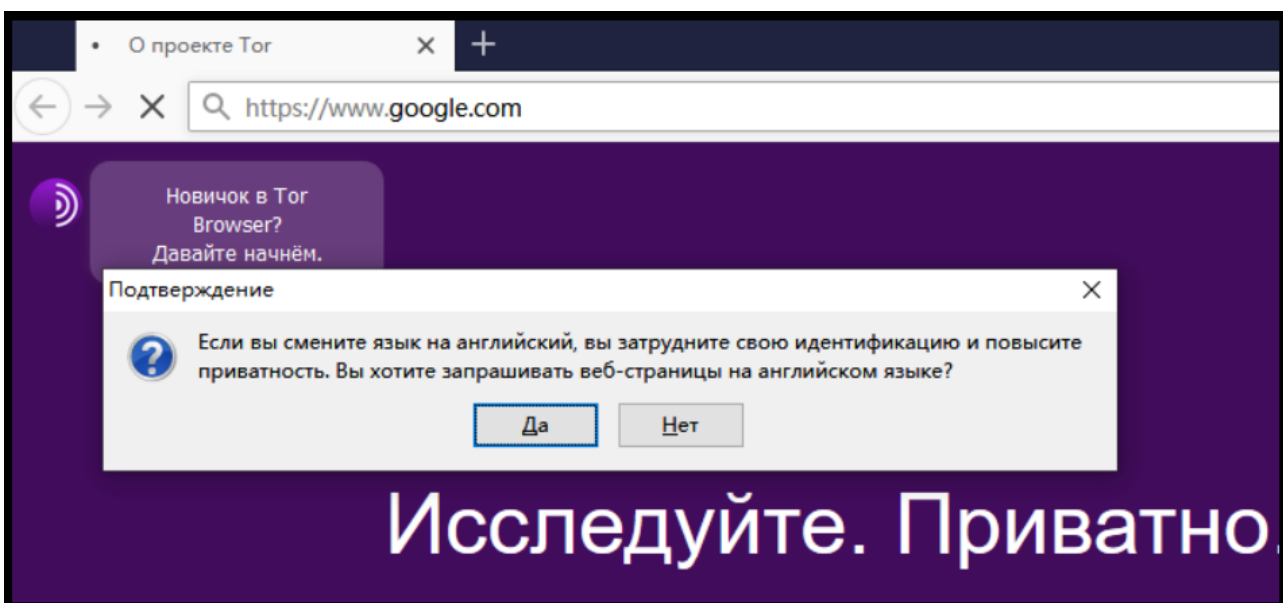 О проекте Tor
https://www.google.com
Новичок в Tor
Browser?
Давайте начнём.
Подтверждение
Если вы смените язык на английский, вы затрудните свою идентификацию и повысите
приватность. Вы хотите запрашивать веб-страницы на английском языке?
Да
Нет
Исследуйте. Приватно.